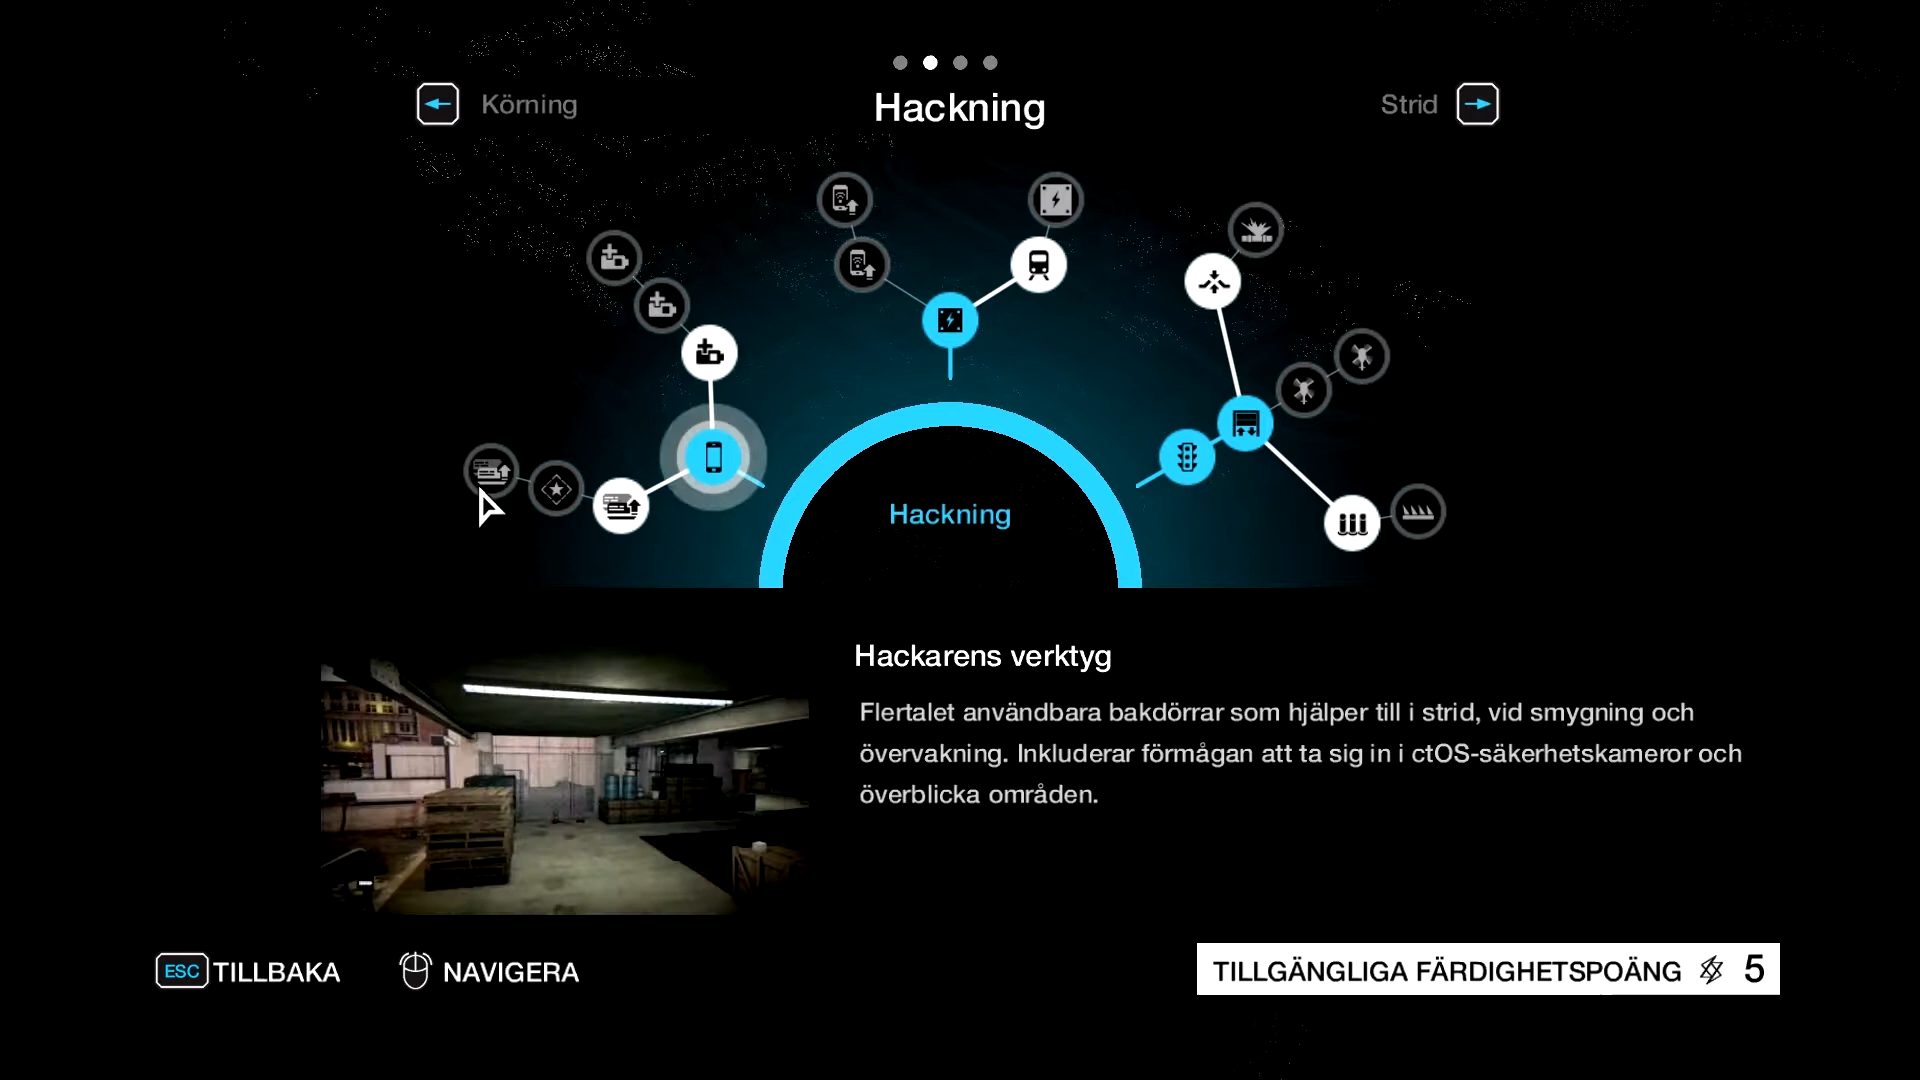 Körning
Hackning
Strid
Hackning
Hackarens verktyg
Flertalet användbara bakdörrar som hjälper till i strid, vid smygning och
övervakning. Inkluderar förmågan att ta sig in i ctOS-säkerhetskameror och
överblicka områden.
ESC TILLBAKA
NAVIGERA
TILLGÄNGLIGA FÄRDIGHETSPOÄNG 5